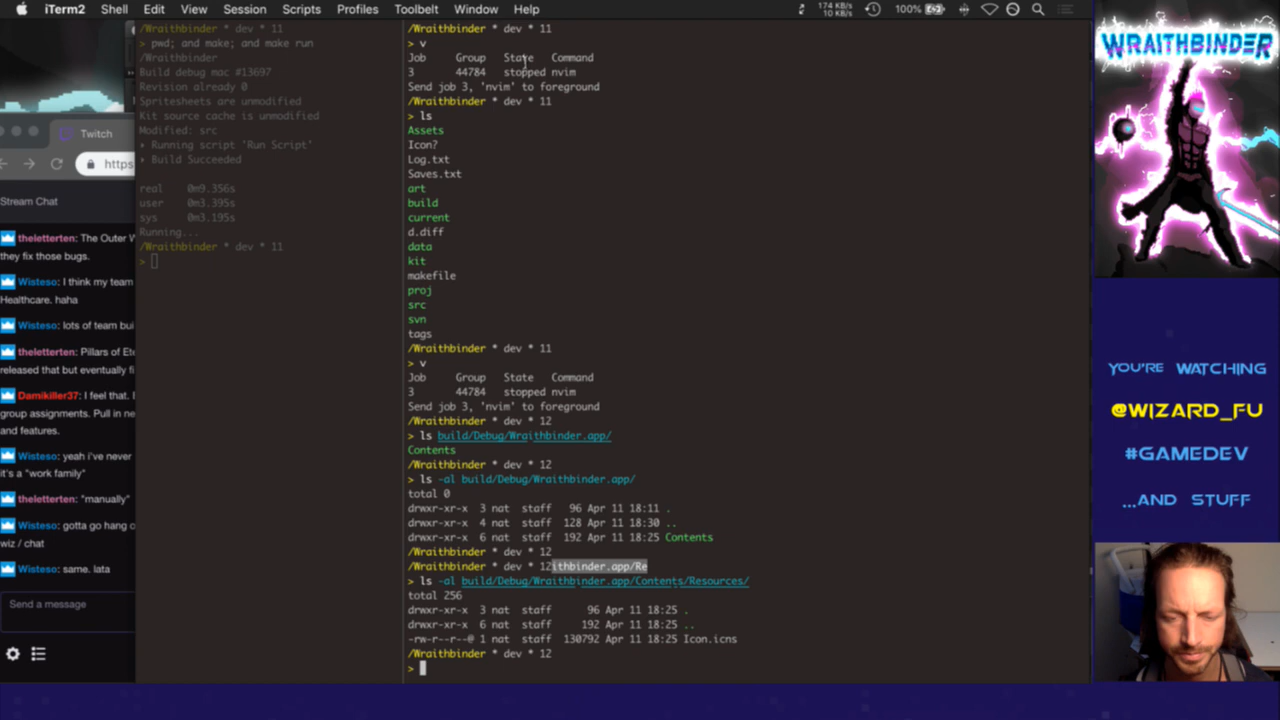 iTerm2 Shell Edit View Session Scripts Profiles Toolbelt Window Help
174 KB/s
10 KB/s
100%
/Wraithbinder * dev * 11
> pwd; and make; and make run
/Wraithbinder
Build debug mac #13697
Revision already 0
Spritesheets are unmodified
Kit source cache is unmodified
Modified: src
Running script 'Run Script'
Build Succeeded
real 0m9.356s
user 0m3.395s
sys 0m3.195s
Running...
/Wraithbinder * dev * 11
>
Twitch
https
Stream Chat
theletterten: The Outer W
they fix those bugs.
Wisteso: I think my team
Healthcare. haha
Wisteso: lots of team bui
theletterten: Pillars of Ete
released that but eventually fi
Damikiller37: I feel that. I
group assignments. Pull in ne
and features.
Wisteso: yeah i've never
it's a "work family"
theletterten: "manually"
Wisteso: gotta go hang o
wiz / chat
Wisteso: same. lata
Send a message
/Wraithbinder * dev * 11
> v
Job Group State Command
3 44784 stopped nvim
Send job 3, 'nvim' to foreground
/Wraithbinder * dev * 11
> ls
Assets
Icon?
Log.txt
Saves.txt
art
build
current
d.diff
data
kit
makefile
proj
src
svn
tags
/Wraithbinder * dev * 11
> v
Job Group State Command
3 44784 stopped nvim
Send job 3, 'nvim' to foreground
/Wraithbinder * dev * 12
> ls build/Debug/Wraithbinder.app/
Contents
/Wraithbinder * dev * 12
> ls -al build/Debug/Wraithbinder.app/
total 0
drwxr-xr-x 3 nat staff 96 Apr 11 18:11 .
drwxr-xr-x 4 nat staff 128 Apr 11 18:30 ..
drwxr-xr-x 6 nat staff 192 Apr 11 18:25 Contents
/Wraithbinder * dev * 12
/Wraithbinder * dev * 12ithbinder.app/Re
> ls -al build/Debug/Wraithbinder.app/Contents/Resources/
total 256
drwxr-xr-x 3 nat staff 96 Apr 11 18:25 .
drwxr-xr-x 6 nat staff 192 Apr 11 18:25 ..
-rw-r--r--@ 1 nat staff 130792 Apr 11 18:25 Icon.icns
/Wraithbinder * dev * 12
>
WRAITHBINDER
YOU'RE WATCHING
@WIZARD_FU
#GAMEDEV
...AND STUFF